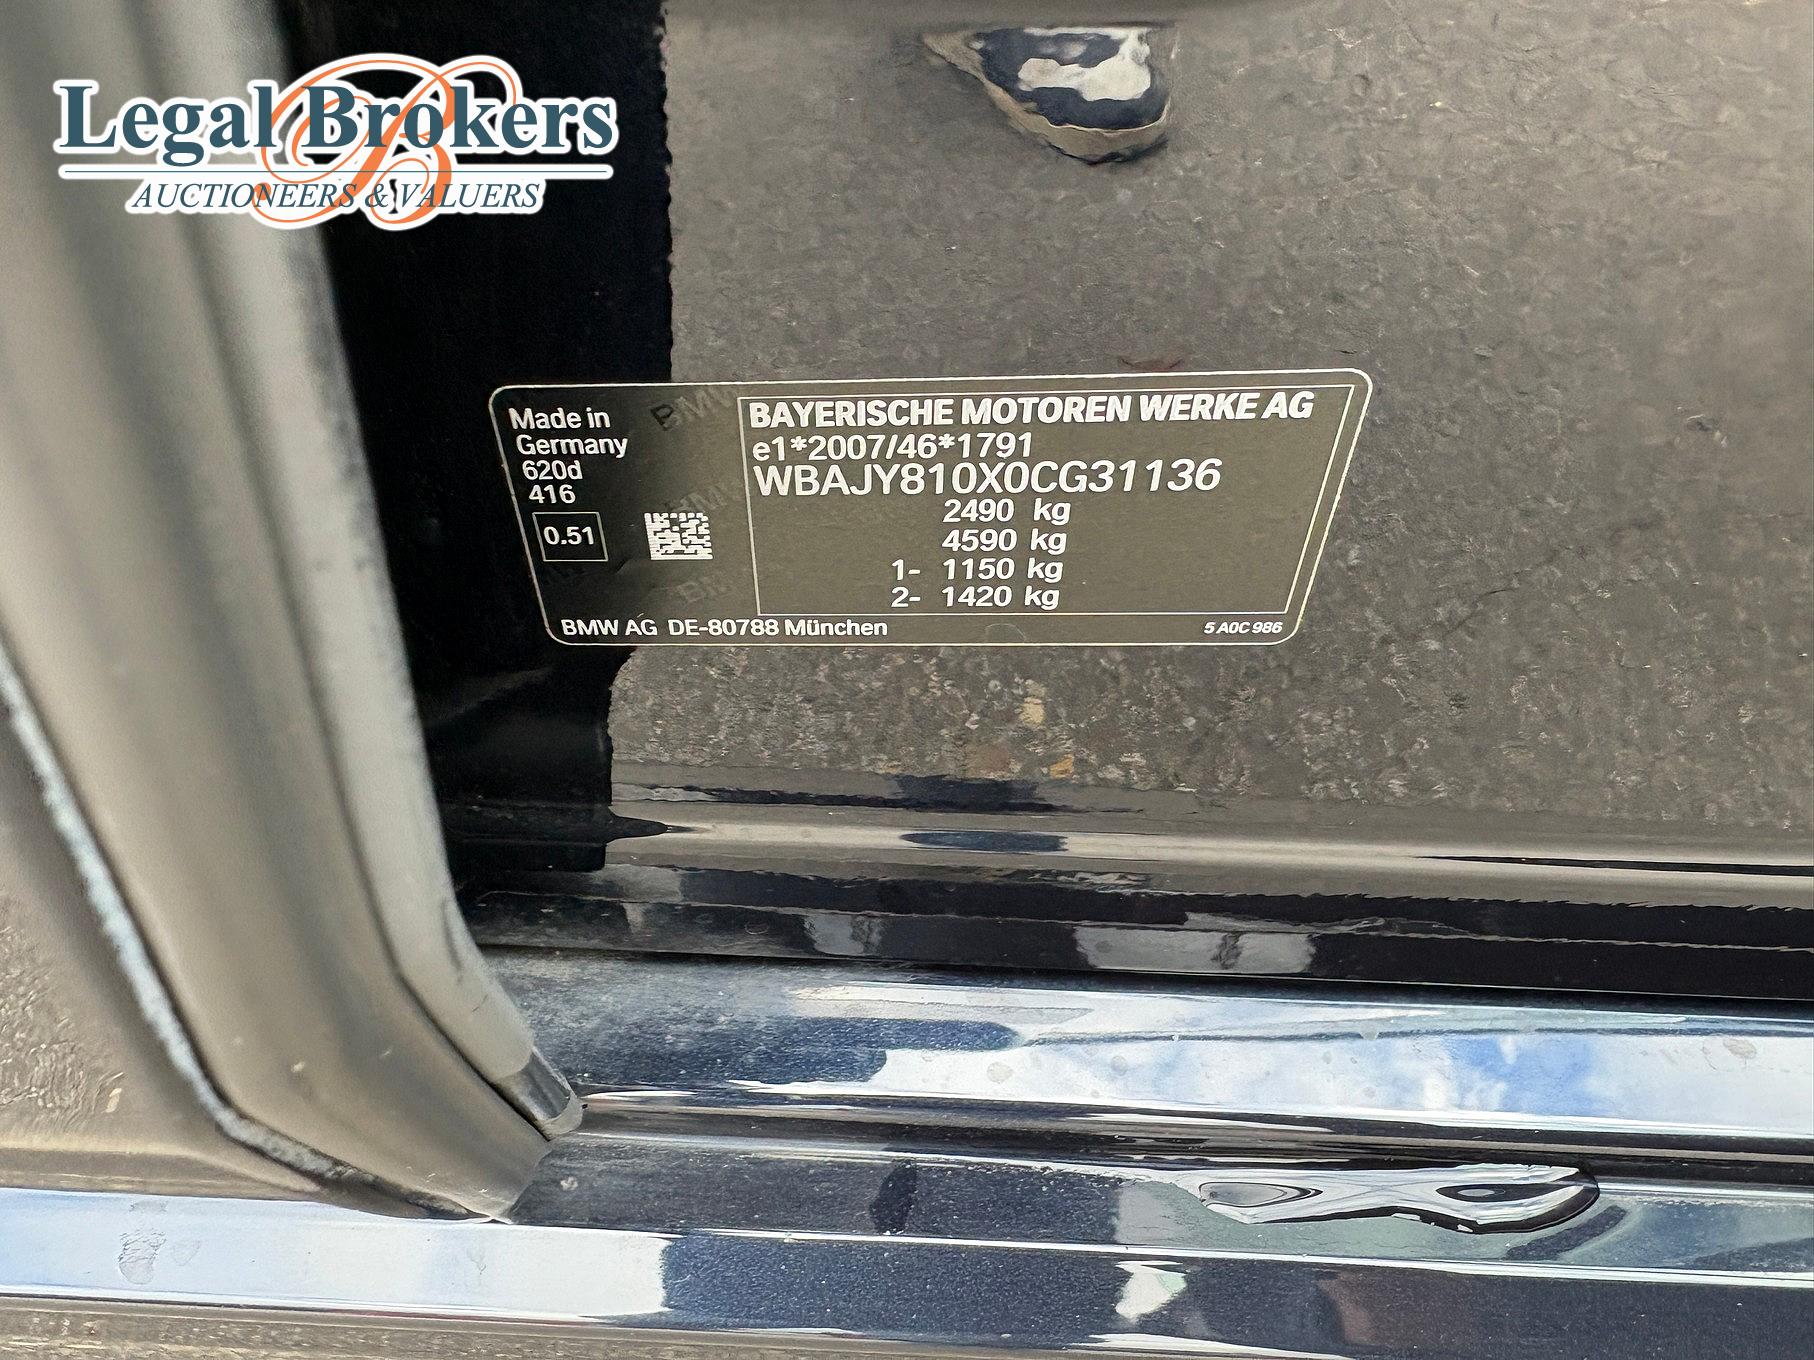 Legal Brokers
AUCTIONEERS & VALUERS
Made in
Germany
620d
416
0.51
BAYERISCHE MOTOREN WERKE AG
e1*2007/46*1791
WBAJY810X0CG31136
2490 kg
4590 kg
1- 1150 kg
2- 1420 kg
BMW AG DE-80788 München
5 A0C 986